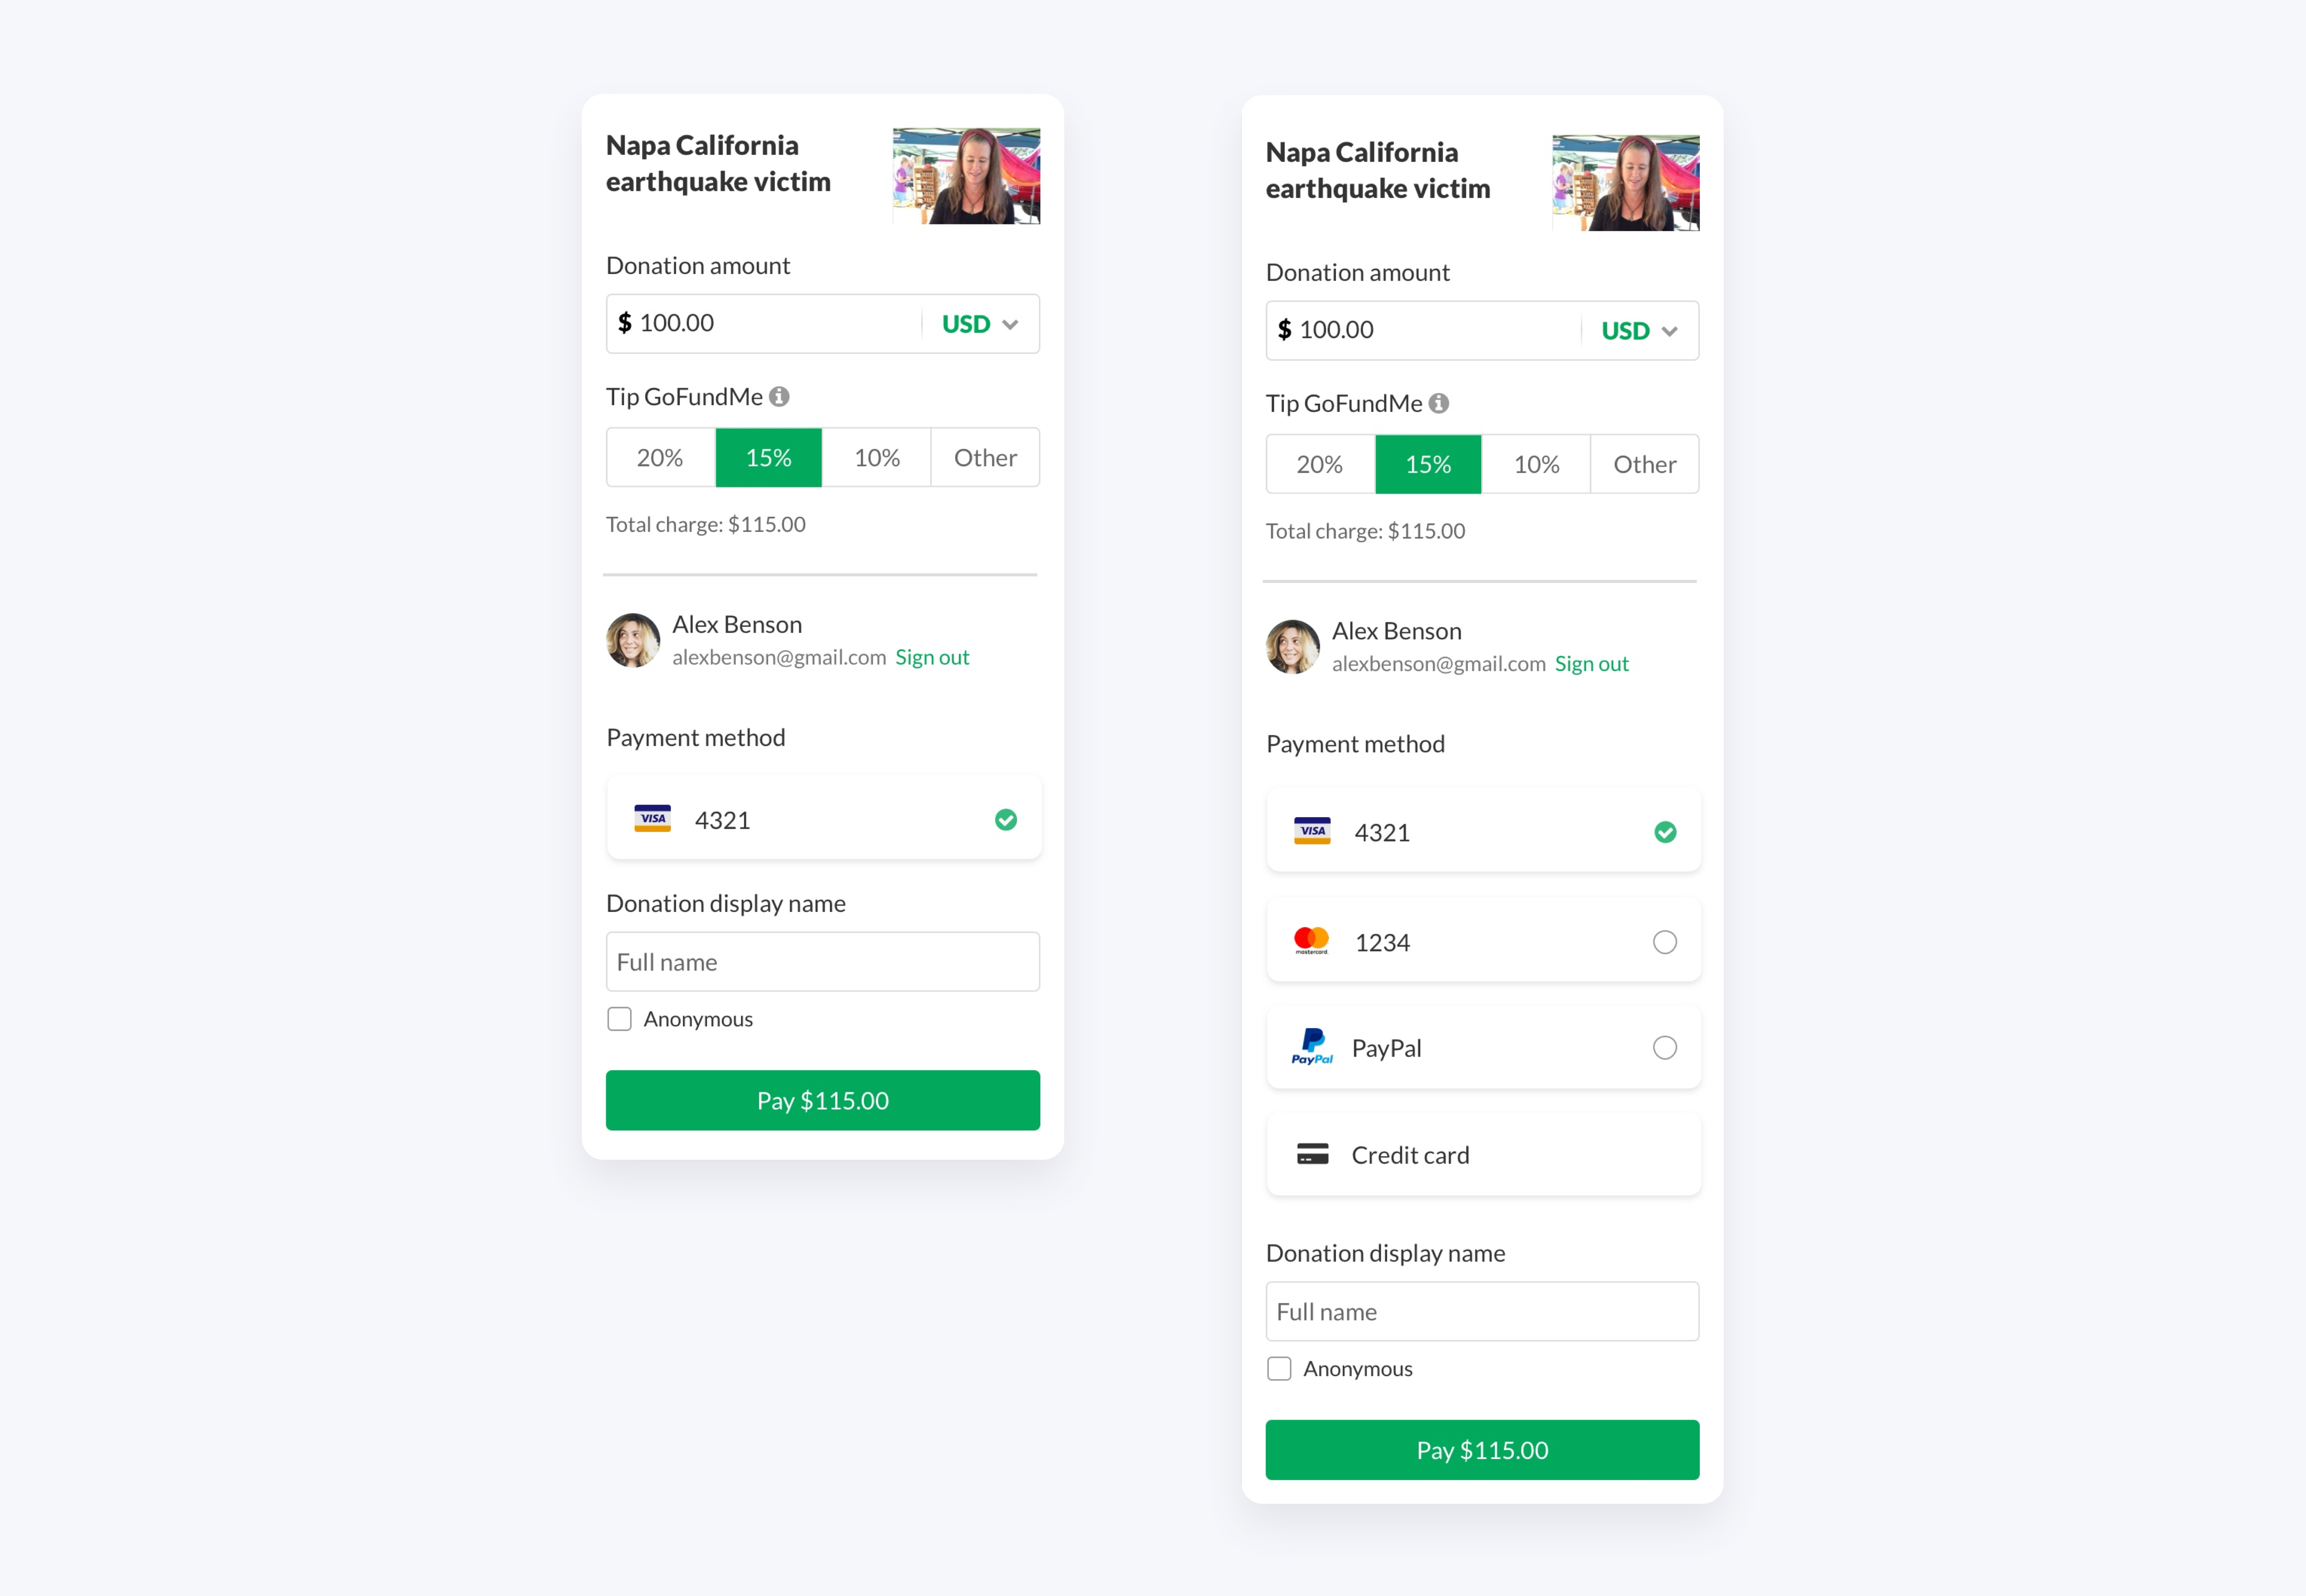 Napa California
earthquake victim
Donation amount
$ 100.00 USD
Tip GoFundMe
20% 15% 10% Other
Total charge: $115.00
Alex Benson
alexbenson@gmail.com Sign out
Payment method
VISA 4321
Donation display name
Full name
Anonymous
Pay $115.00
Napa California
earthquake victim
Donation amount
$ 100.00 USD
Tip GoFundMe
20% 15% 10% Other
Total charge: $115.00
Alex Benson
alexbenson@gmail.com Sign out
Payment method
VISA 4321
mastercard 1234
PayPal PayPal
Credit card
Donation display name
Full name
Anonymous
Pay $115.00